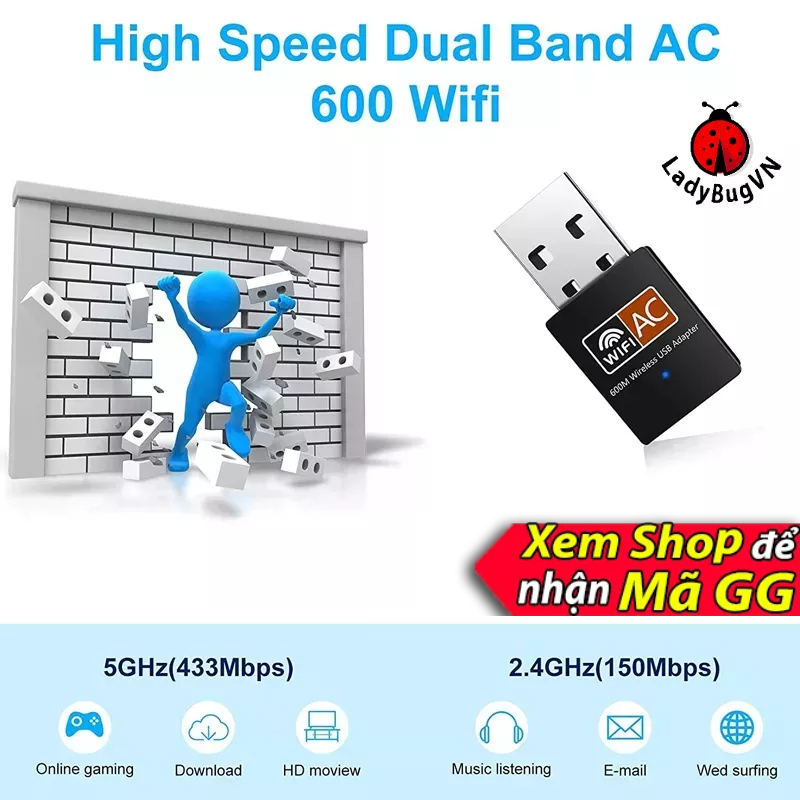 High Speed Dual Band AC
600 Wifi
LadyBugVN
WIFI AC
600M Wireless USB Adapter
Xem Shop để
nhận Mã GG
5GHz(433Mbps)
2.4GHz(150Mbps)
Online gaming
Download
HD moview
Music listening
E-mail
Wed surfing